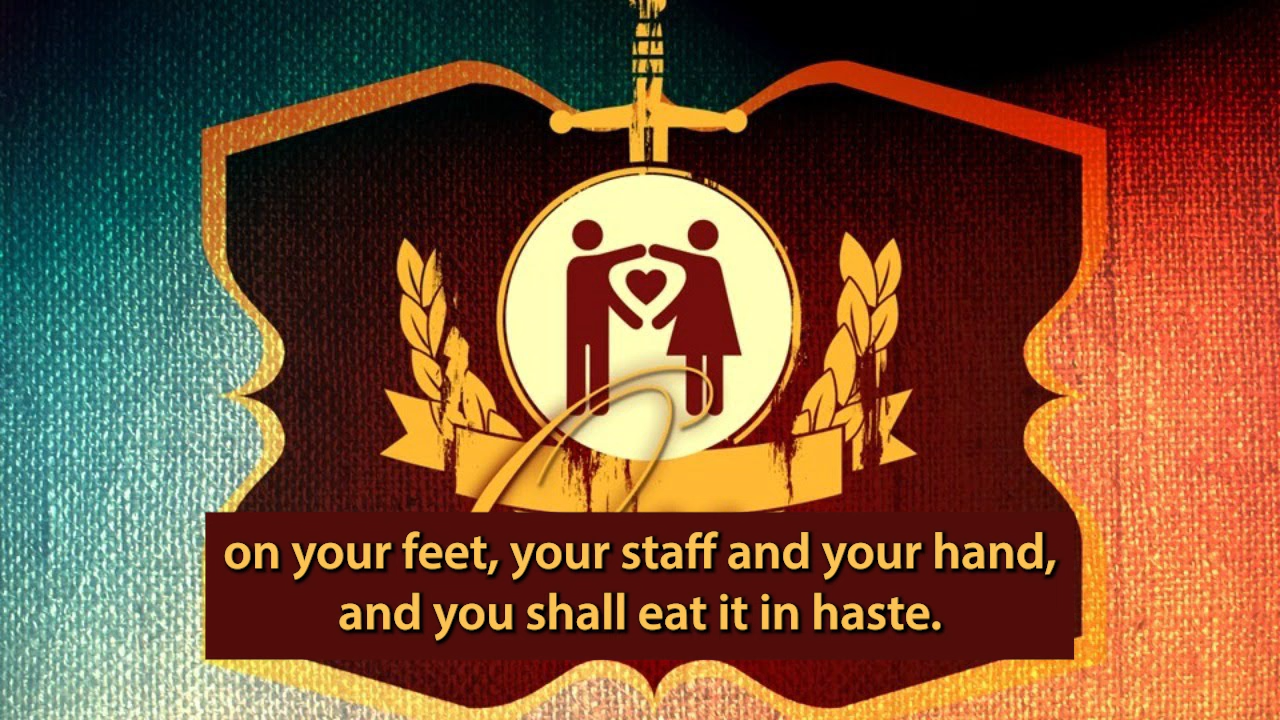 on your feet, your staff and your hand,
and you shall eat it in haste.